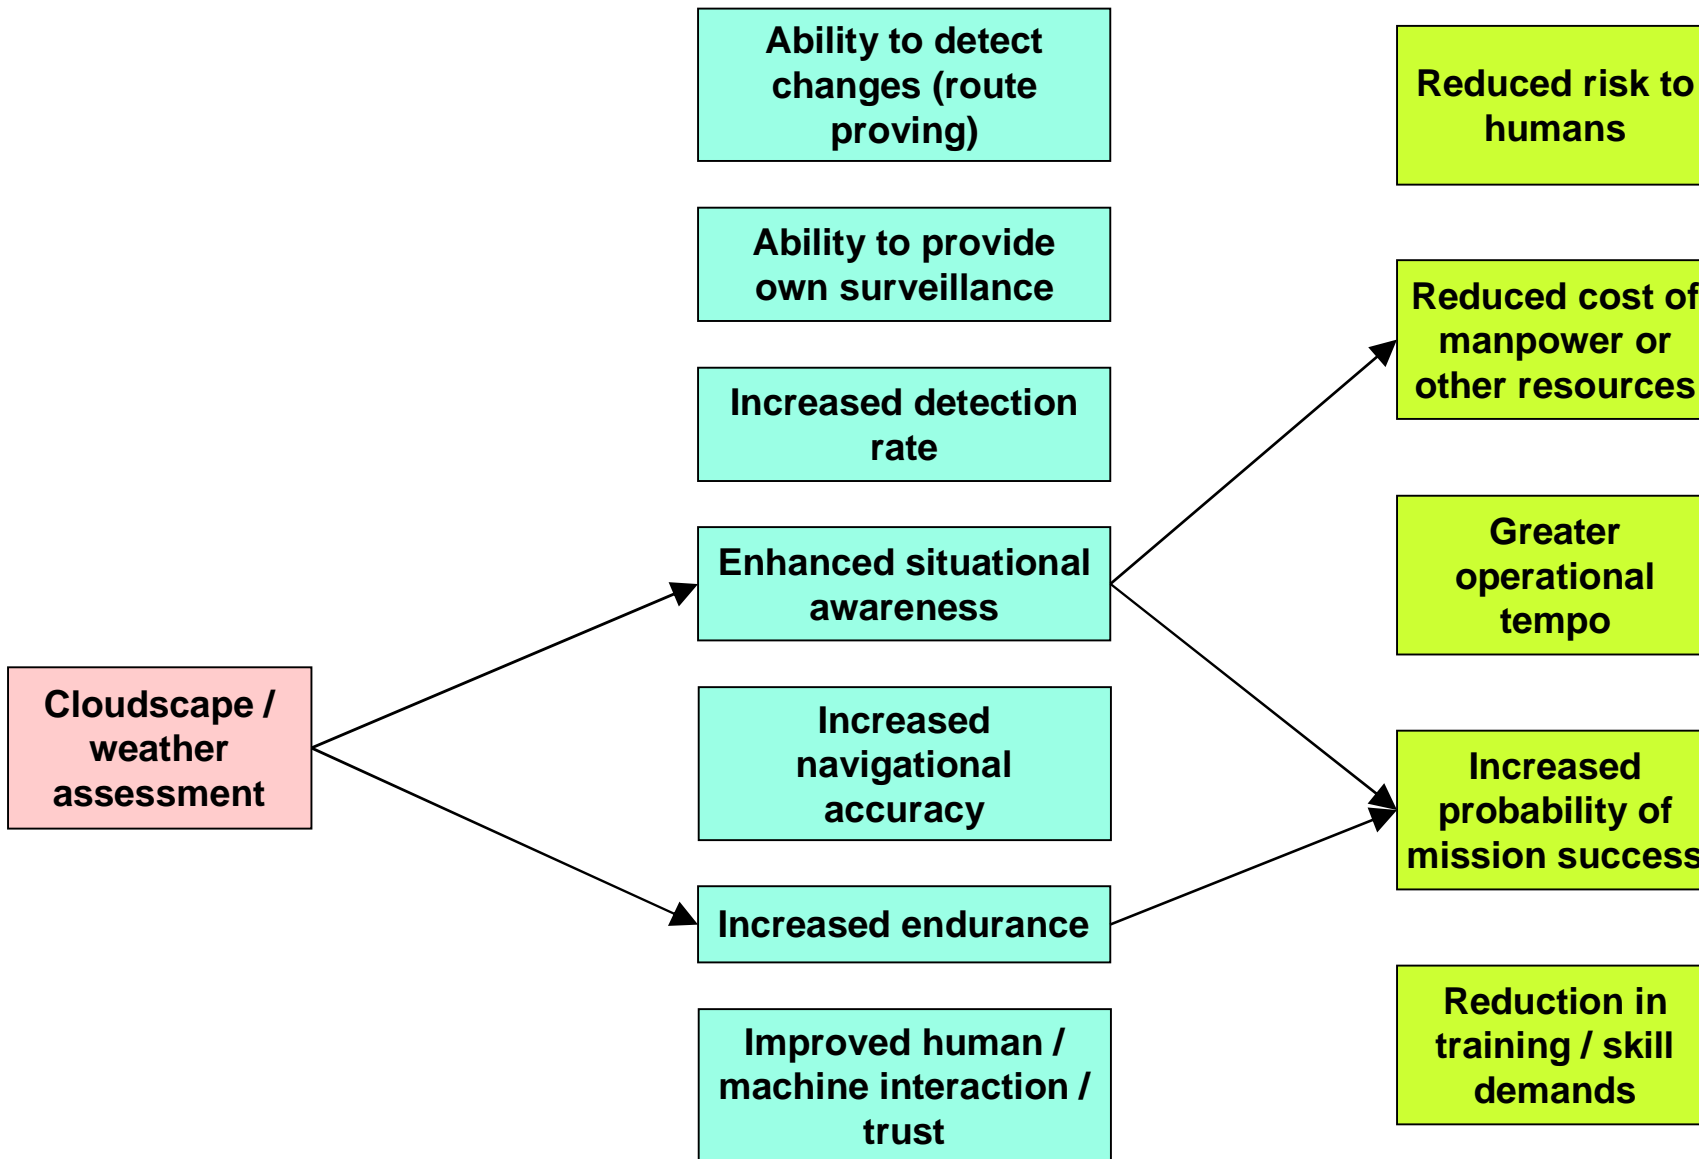 Ability to detect
changes (route
proving)
Ability to provide
own surveillance
Increased detection
rate
Enhanced situational
awareness
Increased
navigational
accuracy
Increased endurance
Improved human /
machine interaction /
trust
Cloudscape /
weather
assessment
Reduced risk to
humans
Reduced cost of
manpower or
other resources
Greater
operational
tempo
Increased
probability of
mission success
Reduction in
training / skill
demands